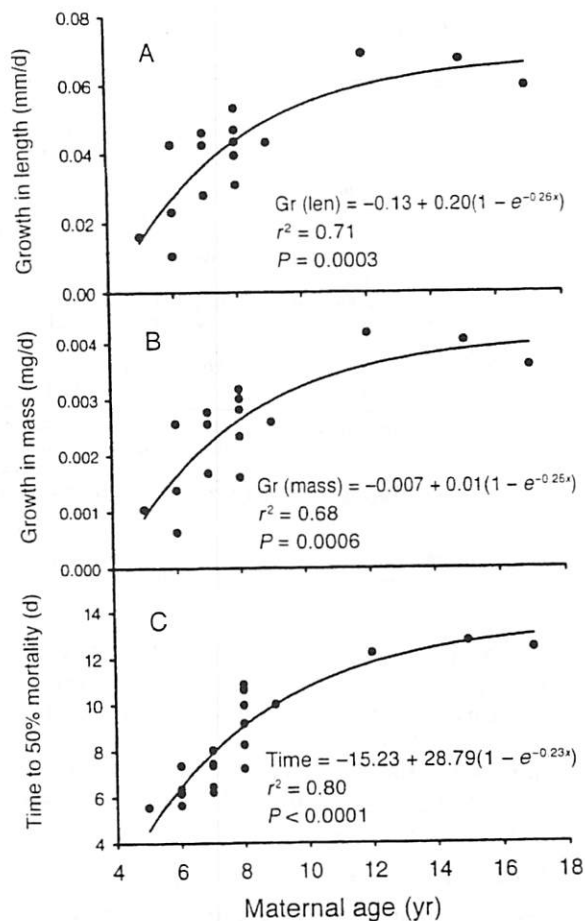 0.08
A
0.06
0.04
0.02
0.00
Growth in length (mm/d)
Gr (len) = −0.13 + 0.20(1 − e^−0.26x)
r² = 0.71
P = 0.0003
B
0.004
0.003
0.002
0.001
0.000
Growth in mass (mg/d)
Gr (mass) = −0.007 + 0.01(1 − e^−0.25x)
r² = 0.68
P = 0.0006
C
14
12
10
8
6
4
Time to 50% mortality (d)
Time = −15.23 + 28.79(1 − e^−0.23x)
r² = 0.80
P < 0.0001
4 6 8 10 12 14 16 18
Maternal age (yr)